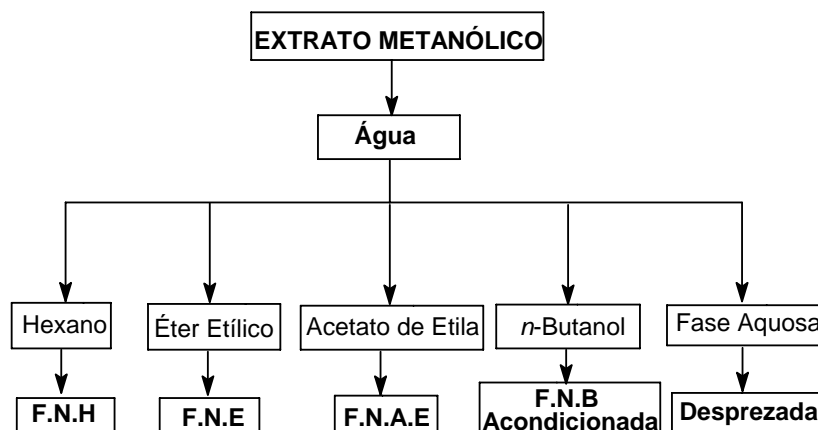 EXTRATO METANÓLICO
Água
Hexano
Éter Etílico
Acetato de Etila
n-Butanol
Fase Aquosa
F.N.H
F.N.E
F.N.A.E
F.N.B
Acondicionada
Desprezada